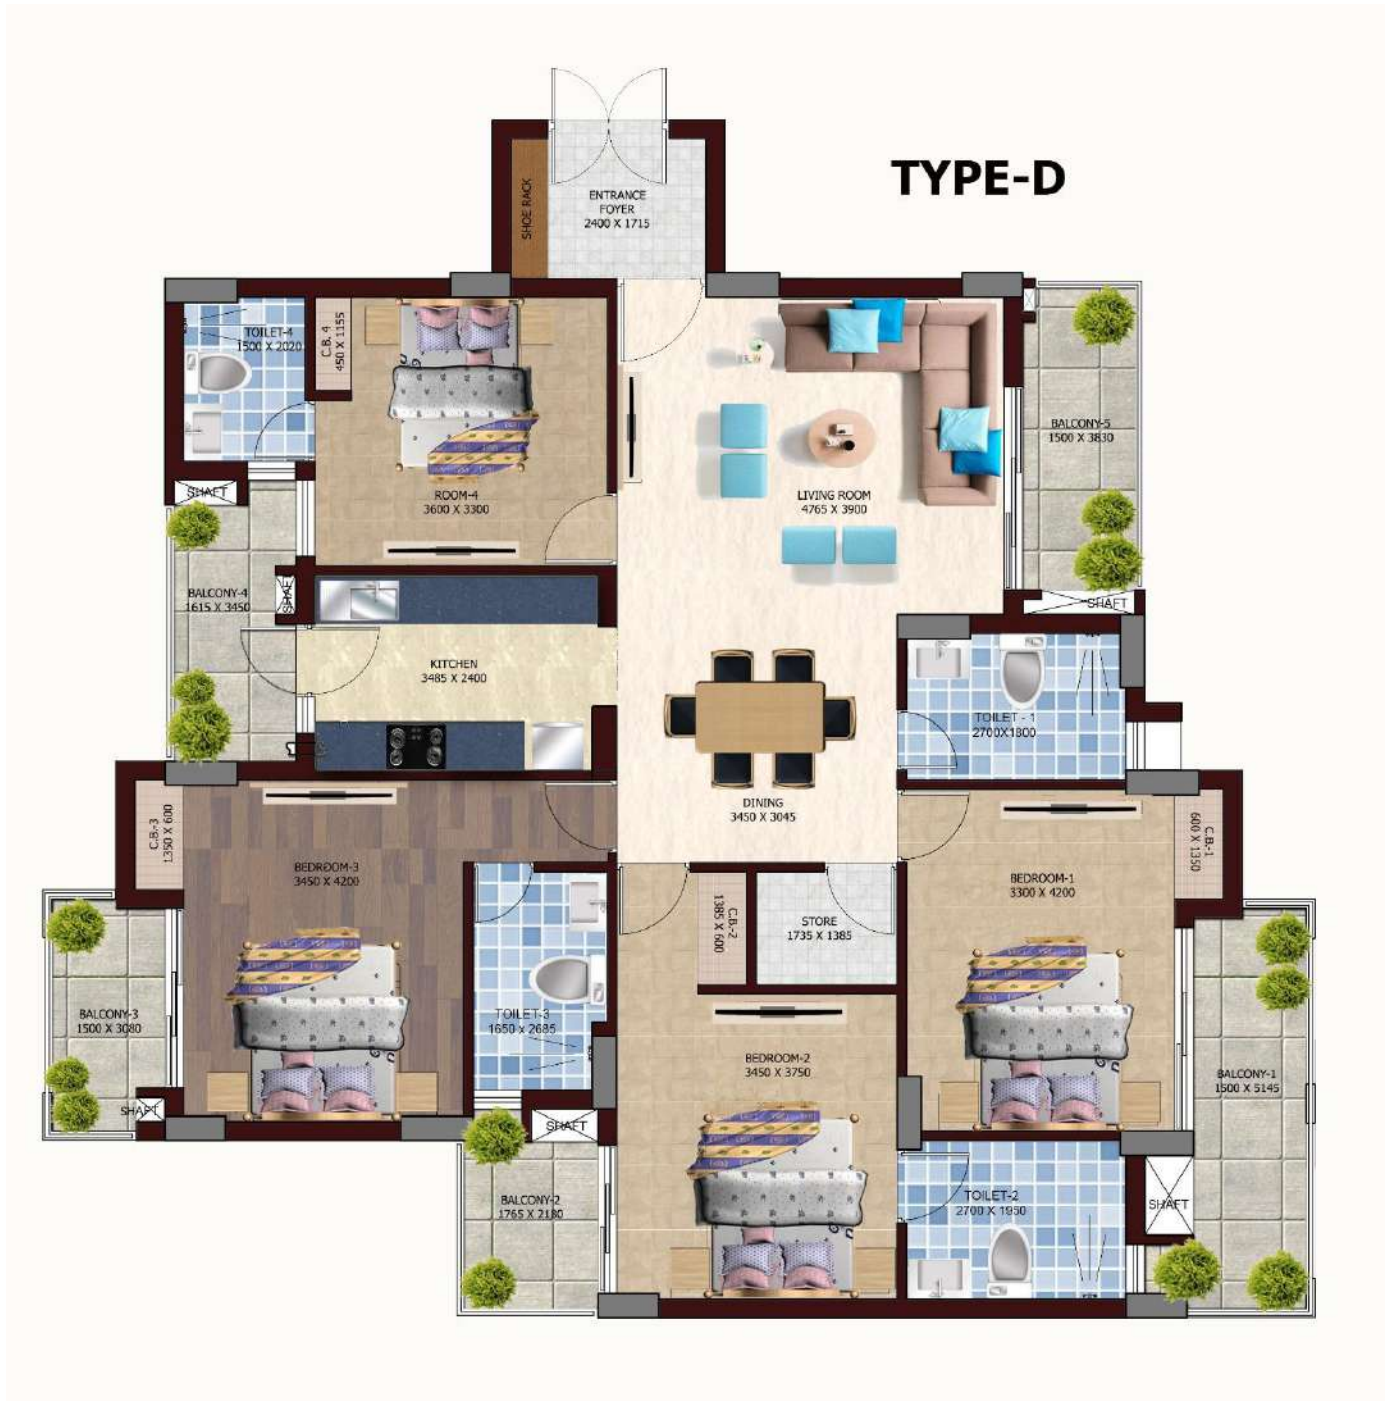 TYPE-D
SHOE RACK
ENTRANCE
FOYER
2400 X 1715
TOILET-4
1500 X 2020
C.B. 4
450 X 1155
ROOM-4
3600 X 3300
LIVING ROOM
4765 X 3900
BALCONY-5
1500 X 3830
SHAFT
SHAFT
BALCONY-4
1615 X 3450
SHAF
KITCHEN
3485 X 2400
TOILET - 1
2700X1800
DINING
3450 X 3045
C.B.-3
1350 X 600
BEDROOM-3
3450 X 4200
C.B.-2
1385 X 600
STORE
1735 X 1385
BEDROOM-1
3300 X 4200
C.B.-1
600 X 1350
BALCONY-3
1500 X 3080
SHAFT
TOILET-3
1650 X 2685
BEDROOM-2
3450 X 3750
BALCONY-1
1500 X 5145
SHAFT
BALCONY-2
1765 X 2180
TOILET-2
2700 X 1950
SHAFT